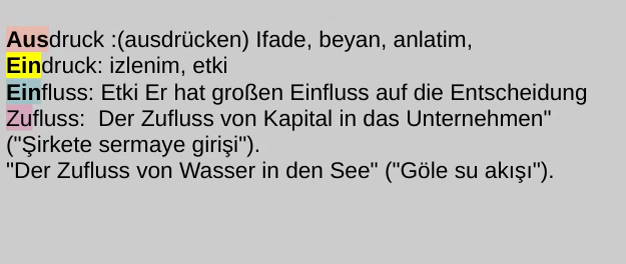 Ausdruck :(ausdrücken) Ifade, beyan, anlatim,
Eindruck: izlenim, etki
Einfluss: Etki Er hat großen Einfluss auf die Entscheidung
Zufluss:  Der Zufluss von Kapital in das Unternehmen"
("Şirkete sermaye girişi").
"Der Zufluss von Wasser in den See" ("Göle su akışı").